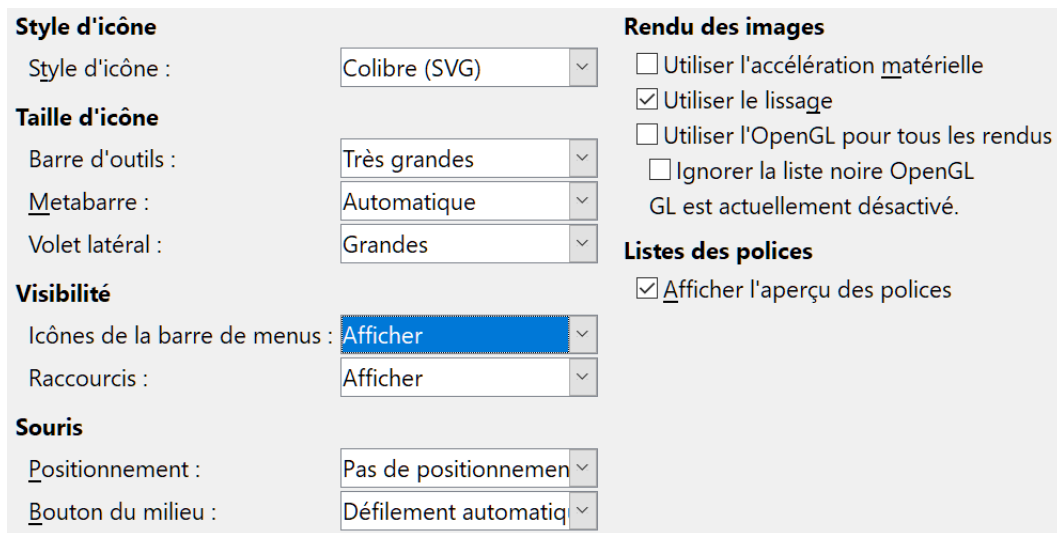 Style d'icône
Style d'icône : Colibre (SVG)
Taille d'icône
Barre d'outils : Très grandes
Metabarre : Automatique
Volet latéral : Grandes
Visibilité
Icônes de la barre de menus : Afficher
Raccourcis : Afficher
Souris
Positionnement : Pas de positionnemen
Bouton du milieu : Défilement automatiq
Rendu des images
Utiliser l'accélération matérielle
Utiliser le lissage
Utiliser l'OpenGL pour tous les rendus
Ignorer la liste noire OpenGL
GL est actuellement désactivé.
Listes des polices
Afficher l'aperçu des polices